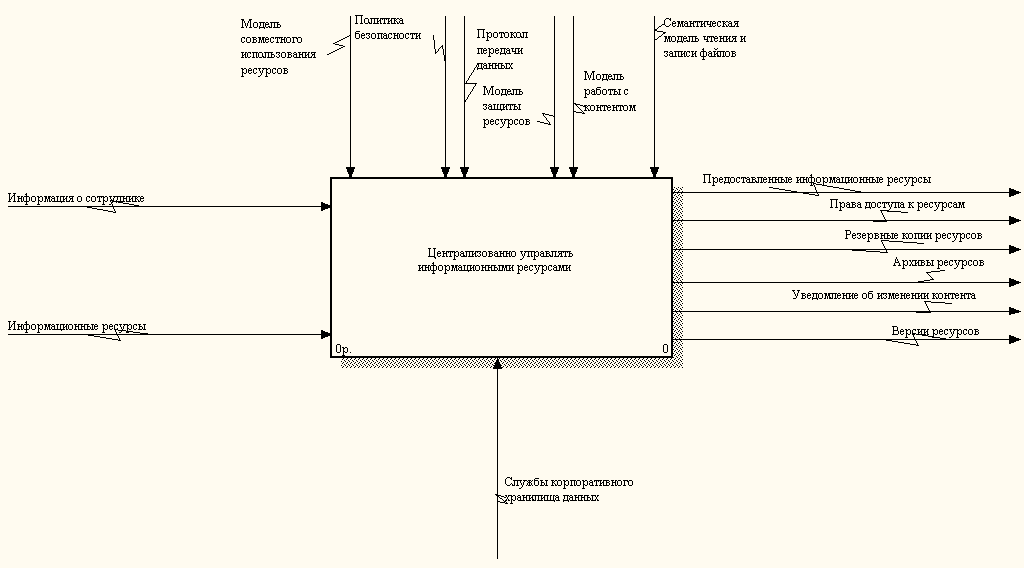 Модель
совместного
использования
ресурсов
Политика
безопасности
Протокол
передачи
данных
Модель
защиты
ресурсов
Модель
работы с
контентом
Семантическая
модель чтения и
записи файлов
Информация о сотруднике
Информационные ресурсы
Централизованно управлять
информационными ресурсами
0р.
0
Предоставленные информационные ресурсы
Права доступа к ресурсам
Резервные копии ресурсов
Архивы ресурсов
Уведомление об изменении контента
Версии ресурсов
Службы корпоративного
хранилища данных